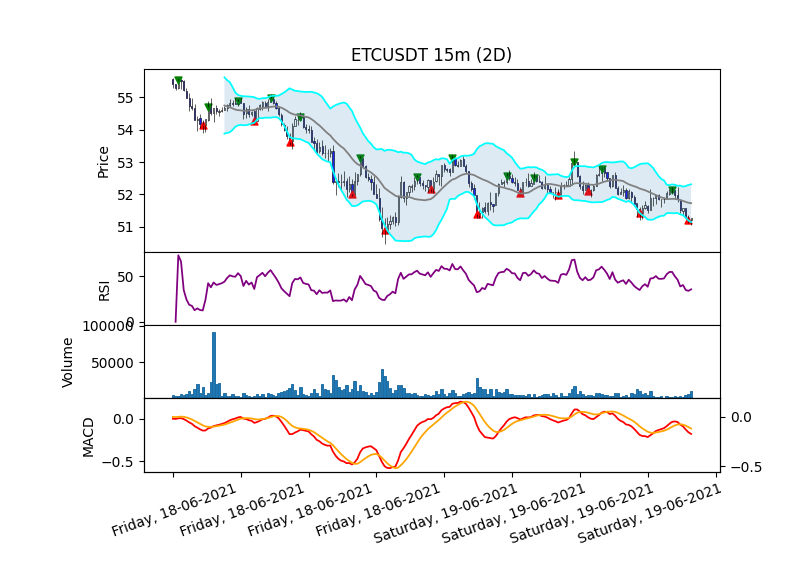 ETCUSDT 15m (2D)
55
54
53
52
51
Price
50
0
RSI
100000
50000
Volume
0.0
−0.5
MACD
0.0
−0.5
Friday, 18-06-2021
Friday, 18-06-2021
Friday, 18-06-2021
Friday, 18-06-2021
Saturday, 19-06-2021
Saturday, 19-06-2021
Saturday, 19-06-2021
Saturday, 19-06-2021